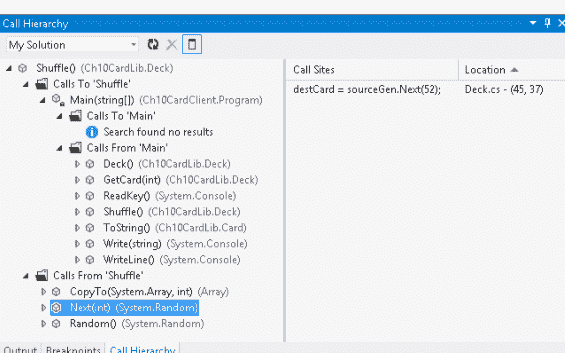 Call Hierarchy
My Solution
Call Sites Location
Shuffle() (Ch10CardLib.Deck)
destCard = sourceGen.Next(52); Deck.cs - (45, 37)
Calls To 'Shuffle'
Main(string[]) (Ch10CardClient.Program)
Calls To 'Main'
Search found no results
Calls From 'Main'
Deck() (Ch10CardLib.Deck)
GetCard(int) (Ch10CardLib.Deck)
ReadKey() (System.Console)
Shuffle() (Ch10CardLib.Deck)
ToString() (Ch10CardLib.Card)
Write(string) (System.Console)
WriteLine() (System.Console)
Calls From 'Shuffle'
CopyTo(System.Array, int) (Array)
Next(int) (System.Random)
Random() (System.Random)
Output Breakpoints Call Hierarchy